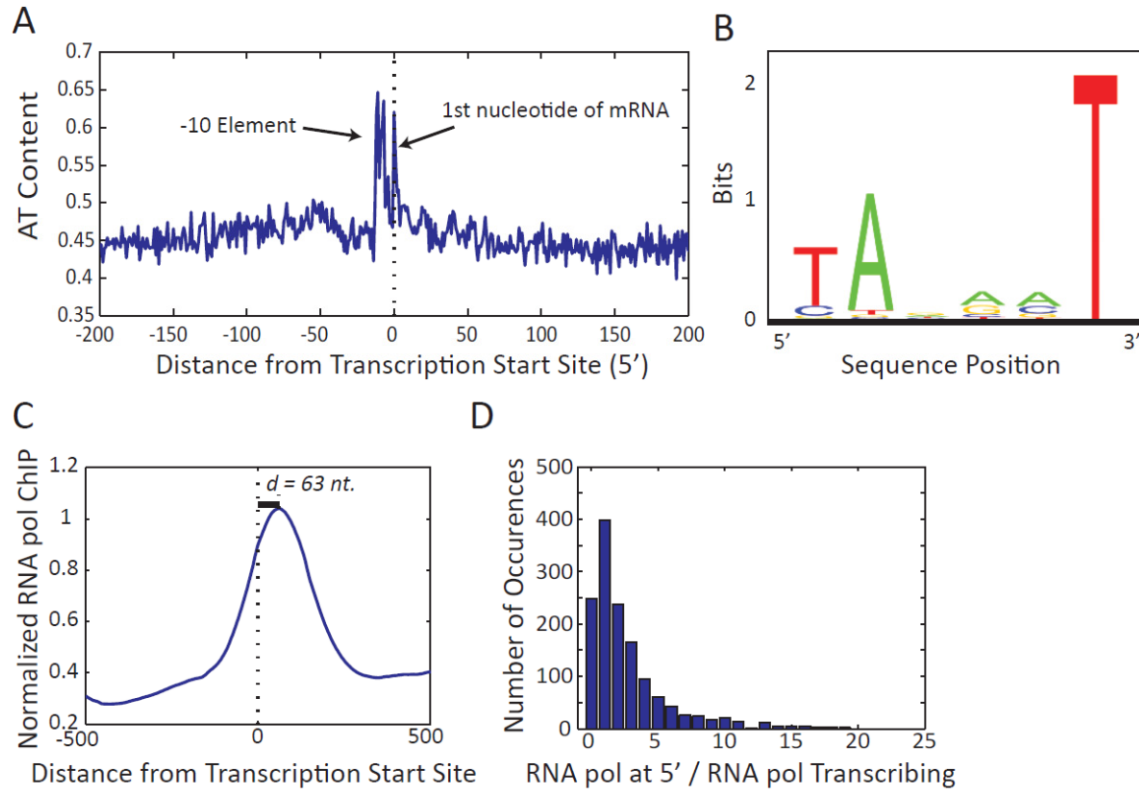 A
0.7
0.65
0.6
0.55
0.5
0.45
0.4
0.35
-10 Element
1st nucleotide of mRNA
AT Content
-200 -150 -100 -50 0 50 100 150 200
Distance from Transcription Start Site (5')
B
2
1
0
Bits
T A A A T
C G C
5' 3'
Sequence Position
C
1.2
1
0.8
0.6
0.4
0.2
d = 63 nt.
Normalized RNA pol ChIP
-500 0 500
Distance from Transcription Start Site
D
500
400
300
200
100
0
Number of Occurences
0 5 10 15 20 25
RNA pol at 5' / RNA pol Transcribing